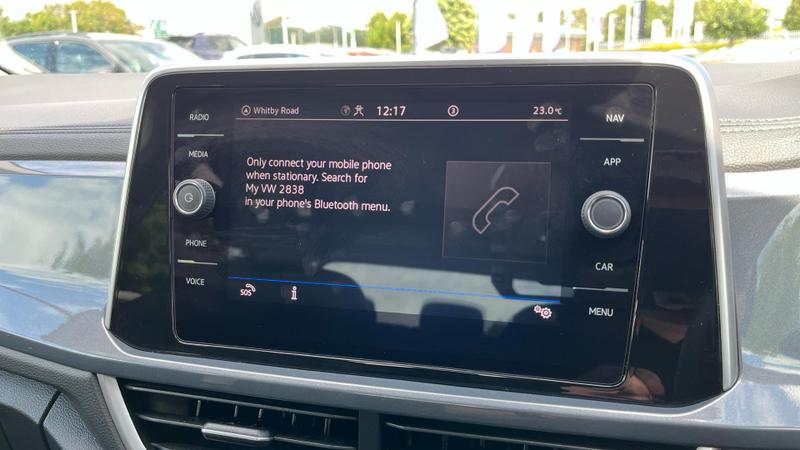 Whitby Road
12:17
3
23.0 °C
RADIO
MEDIA
PHONE
VOICE
Only connect your mobile phone
when stationary. Search for
My VW 2838
in your phone's Bluetooth menu.
SOS
i
NAV
APP
CAR
MENU